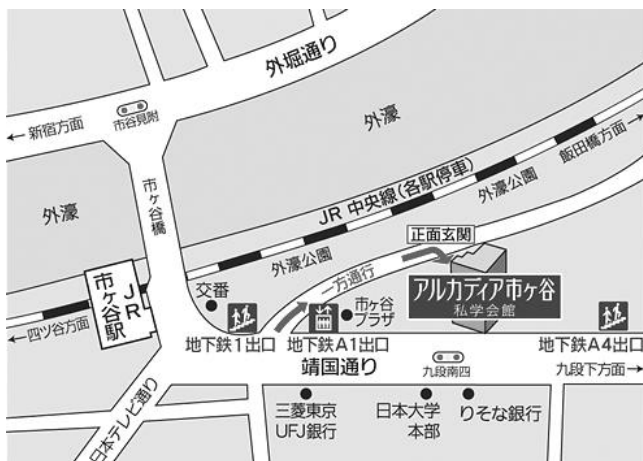 外堀通り
←新宿方面
市谷見附
外濠
飯田橋方面→
市ヶ谷橋
JR 中央線(各駅停車)
外濠公園
外濠
正面玄関
外濠公園
一方通行
アルカディア市ヶ谷
私学会館
JR
市ヶ谷駅
交番
市ヶ谷
プラザ
←四ツ谷方面
地下鉄1出口
地下鉄A1出口
地下鉄A4出口
靖国通り
九段南四
九段下方面→
日本テレビ通り
三菱東京
UFJ銀行
日本大学
本部
りそな銀行